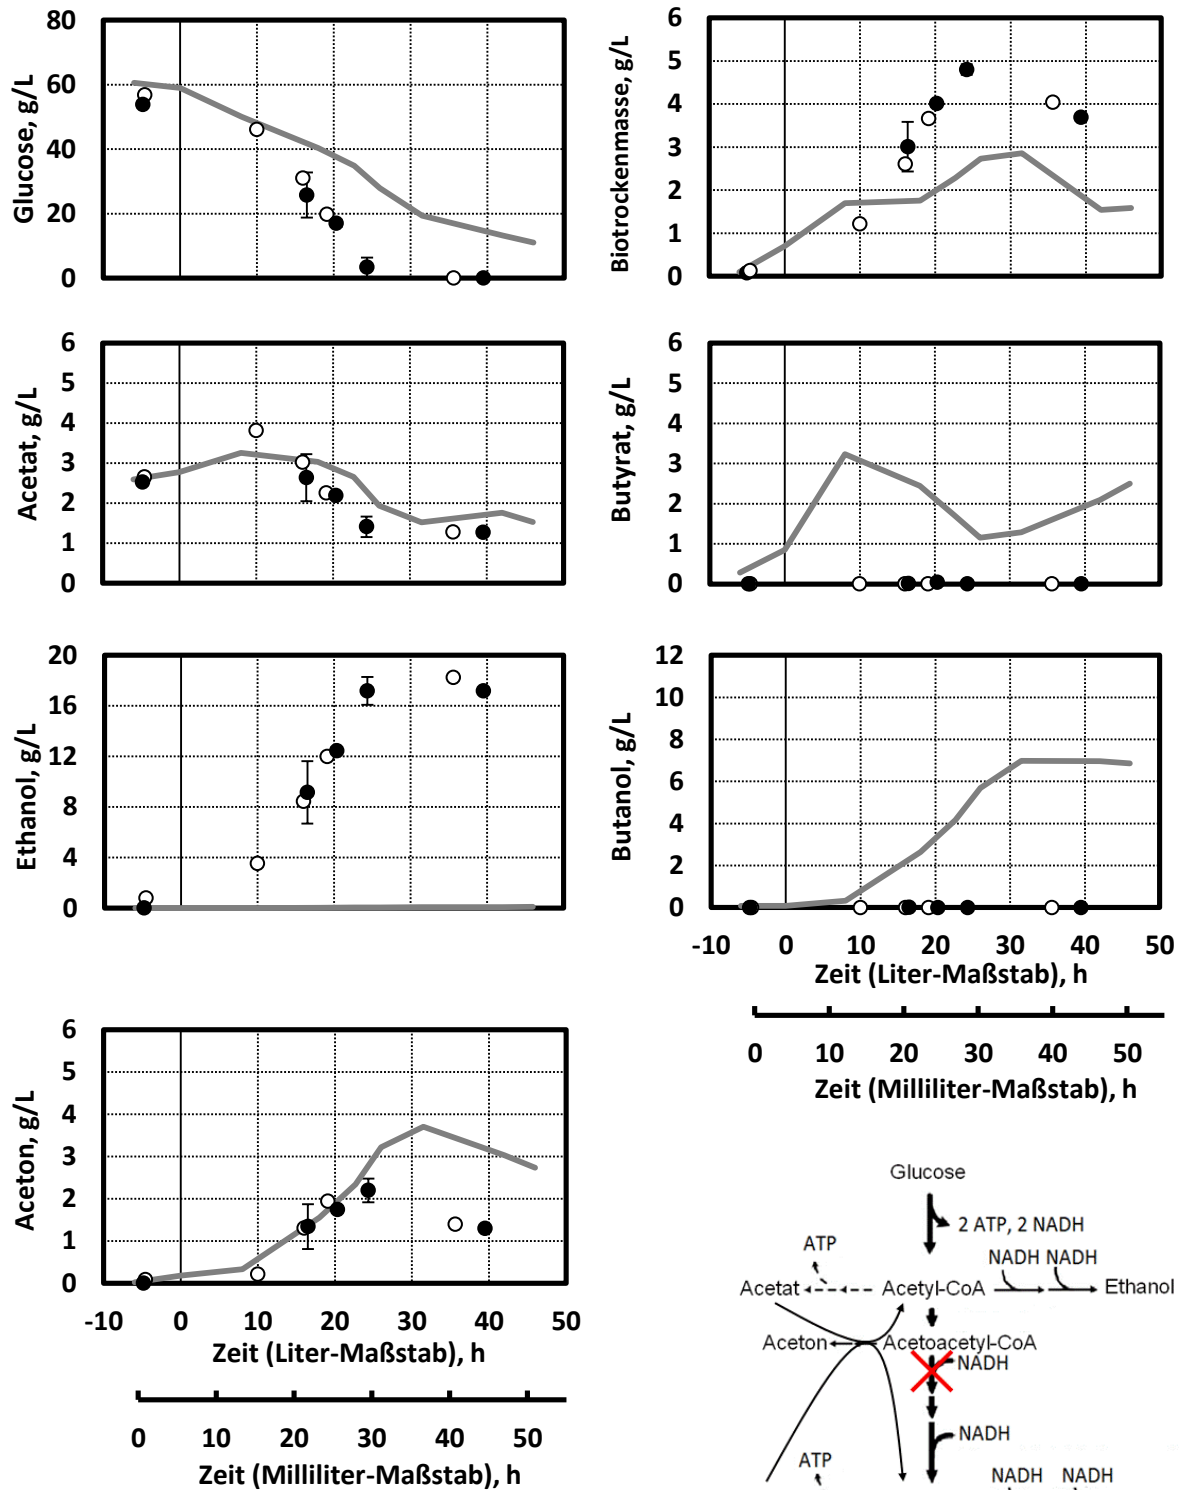 Glucose, g/L
80
60
40
20
0
Biotrockenmasse, g/L
6
5
4
3
2
1
0
Acetat, g/L
6
5
4
3
2
1
0
Butyrat, g/L
6
5
4
3
2
1
0
Ethanol, g/L
20
16
12
8
4
0
Butanol, g/L
12
10
8
6
4
2
0
-10 0 10 20 30 40 50
Zeit (Liter-Maßstab), h
0 10 20 30 40 50
Zeit (Milliliter-Maßstab), h
Aceton, g/L
6
5
4
3
2
1
0
-10 0 10 20 30 40 50
Zeit (Liter-Maßstab), h
0 10 20 30 40 50
Zeit (Milliliter-Maßstab), h
Glucose
2 ATP, 2 NADH
ATP NADH NADH
Acetat Acetyl-CoA Ethanol
Aceton Acetoacetyl-CoA
NADH
NADH
ATP NADH NADH